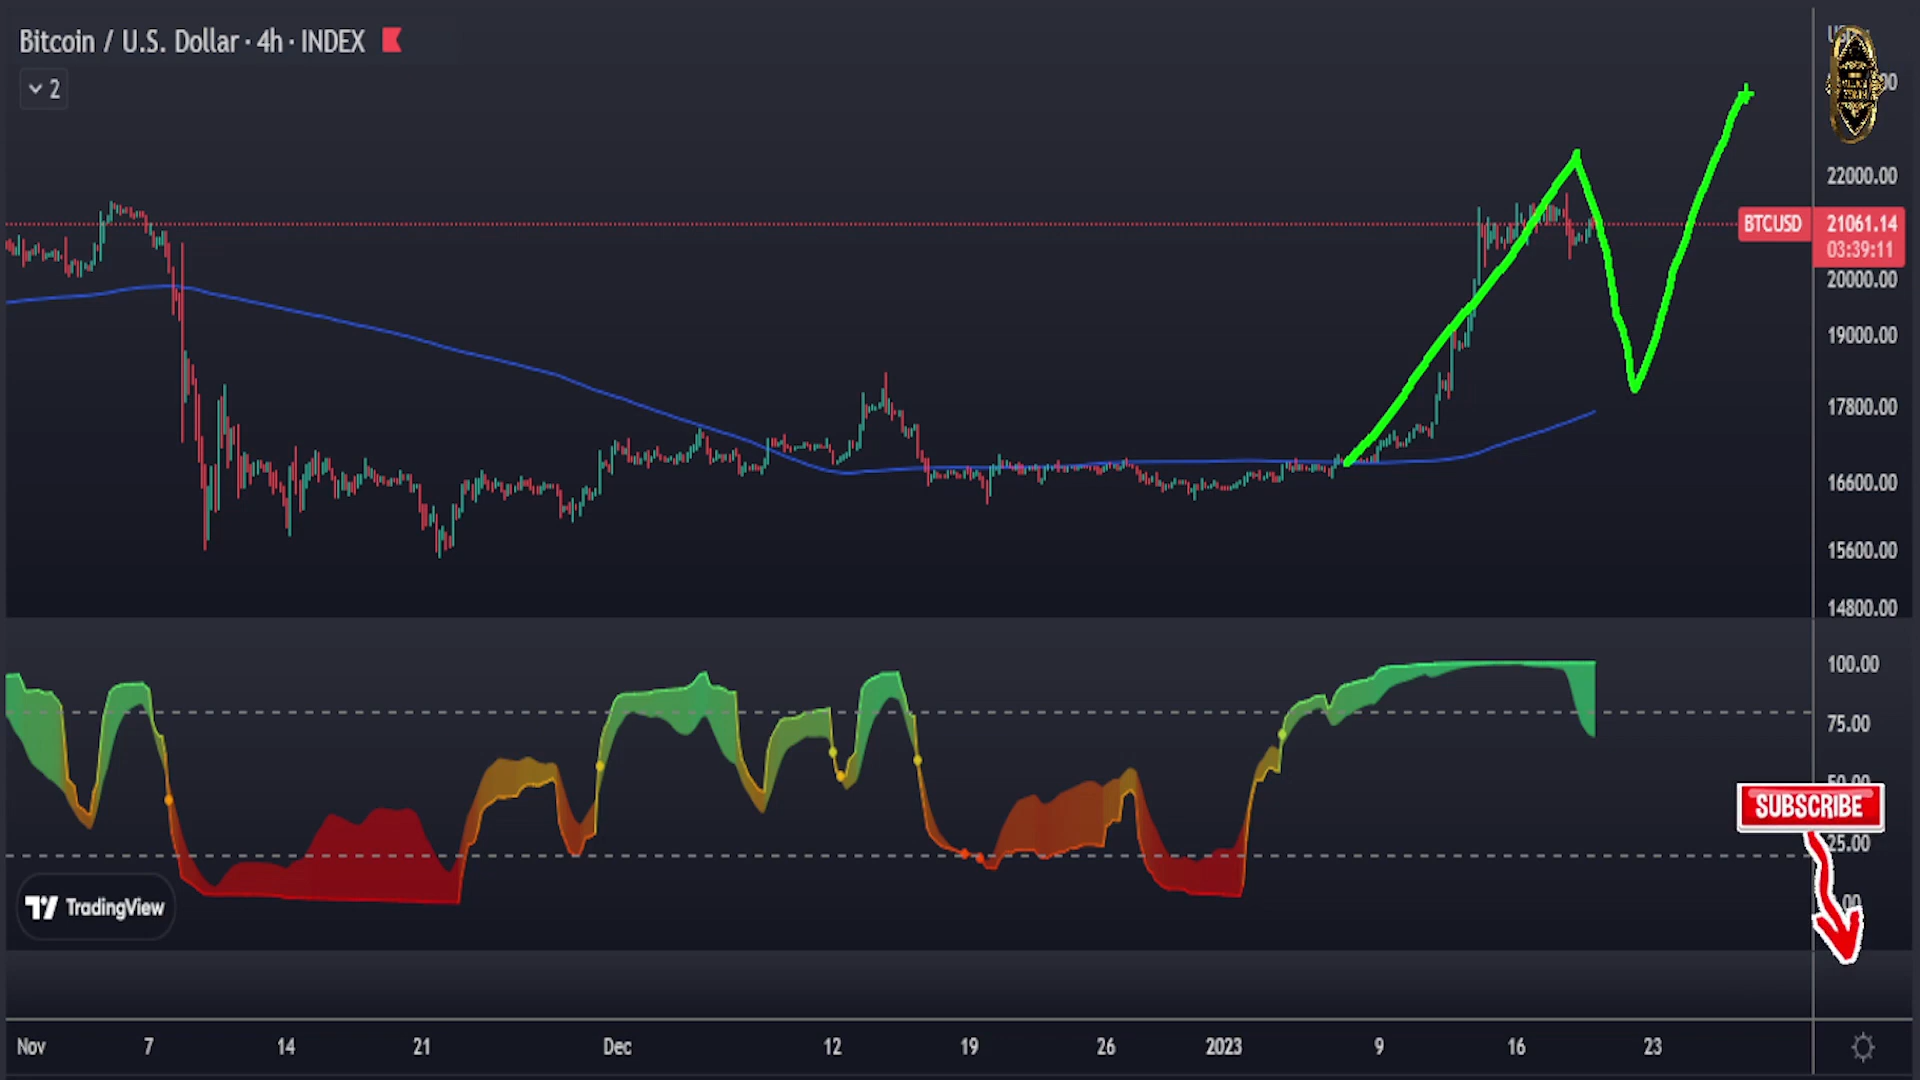 Bitcoin / U.S. Dollar · 4h · INDEX
2
22000.00
BTCUSD 21061.14
03:39:11
20000.00
19000.00
17800.00
16600.00
15600.00
14800.00
100.00
75.00
SUBSCRIBE
25.00
TradingView
Nov 7 14 21 Dec 12 19 26 2023 9 16 23